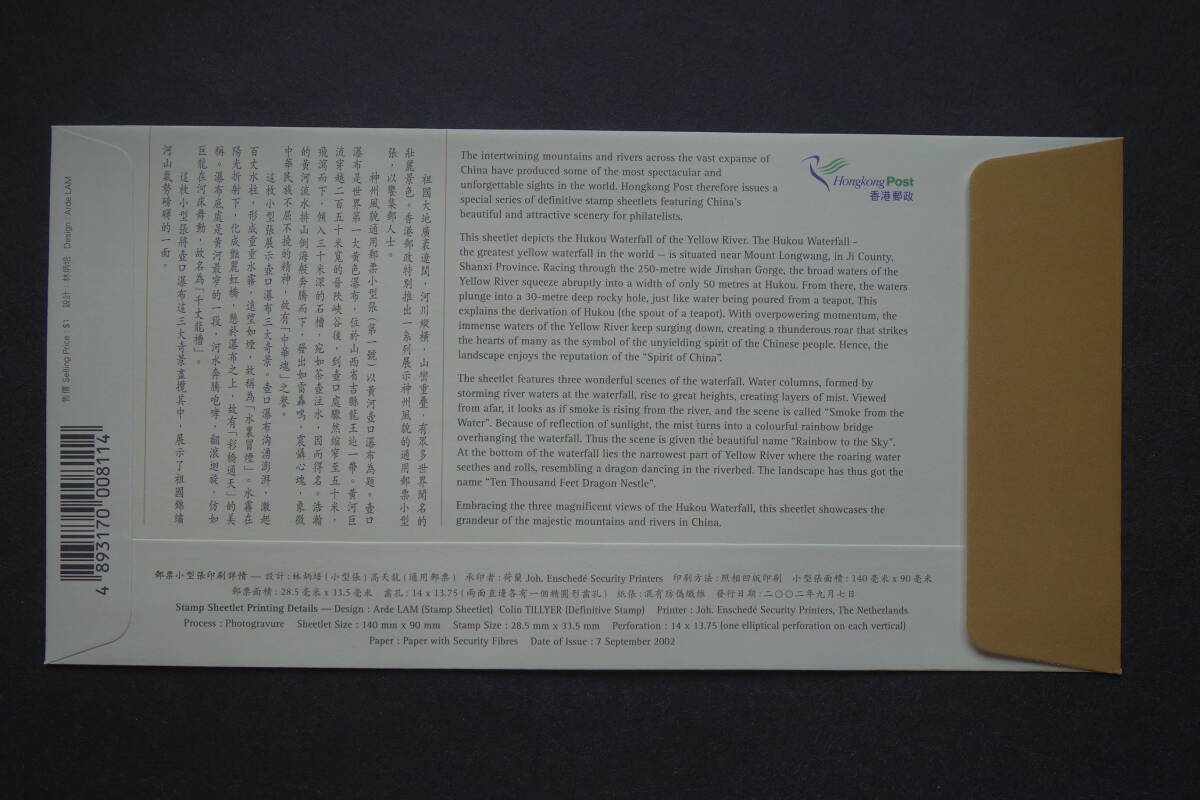 Hongkong Post
香港郵政
The intertwining mountains and rivers across the vast expanse of
China have produced some of the most spectacular and
unforgettable sights in the world. Hongkong Post therefore issues a
special series of definitive stamp sheetlets featuring China's
beautiful and attractive scenery for philatelists.
This sheetlet depicts the Hukou Waterfall of the Yellow River. The Hukou Waterfall –
the greatest yellow waterfall in the world – is situated near Mount Longwang, in Ji County,
Shanxi Province. Racing through the 250-metre wide Jinshan Gorge, the broad waters of the
Yellow River squeeze abruptly into a width of only 50 metres at Hukou. From there, the waters
plunge into a 30-metre deep rocky hole, just like water being poured from a teapot. This
explains the derivation of Hukou (the spout of a teapot). With overpowering momentum, the
immense waters of the Yellow River keep surging down, creating a thunderous roar that strikes
the hearts of many as the symbol of the unyielding spirit of the Chinese people. Hence, the
landscape enjoys the reputation of the "Spirit of China".
The sheetlet features three wonderful scenes of the waterfall. Water columns, formed by
storming river waters at the waterfall, rise to great heights, creating layers of mist. Viewed
from afar, it looks as if smoke is rising from the river, and the scene is called "Smoke from the
Water". Because of reflection of sunlight, the mist turns into a colourful rainbow bridge
overhanging the waterfall. Thus the scene is given the beautiful name "Rainbow to the Sky".
At the bottom of the waterfall lies the narrowest part of Yellow River where the roaring water
seethes and rolls, resembling a dragon dancing in the riverbed. The landscape has thus got the
name "Ten Thousand Feet Dragon Nestle".
Embracing the three magnificent views of the Hukou Waterfall, this sheetlet showcases the
grandeur of the majestic mountains and rivers in China.
祖國大地廣袤遼闊，河川縱橫，山巒重疊，有眾多世界聞名的
壯麗景色。香港郵政特別推出一系列展示神州風貌的通用郵票小型
張，以饗集郵人士。
神州風貌通用郵票小型張（第一號）以黃河壺口瀑布為題。壺口
瀑布是世界第一大黃色瀑布，位於山西省吉縣龍王辿一帶。黃河巨
流穿越二百五十米寬的晉陝峽谷後，到壺口處驟然縮窄至五十米，
飛瀉而下，傾入三十米深的石槽，宛如茶壺注水，因而得名。浩瀚
的黃河流水排山倒海般奔騰而下，發出如雷轟鳴，震懾心魂，象徵
中華民族不屈不撓的精神，故有「中華魂」之譽。
這枚小型張展示壺口瀑布三大奇景。壺口瀑布洶湧澎湃，激起
百丈水柱，形成重重水霧，遠望如煙，故稱為「水裏冒煙」。水霧在
陽光折射下，化成艷麗虹橋，懸於瀑布之上，故有「彩橋通天」的美
稱。瀑布底處是黃河最窄的一段，河水奔騰咆哮，翻滾迴旋，仿如
巨龍在河床舞動，故名為「千丈龍槽」。
這枚小型張將壺口瀑布這三大奇景盡攬其中，展示了祖國錦繡
河山氣勢磅礴的一面。
郵票小型張印刷詳情 — 設計 : 林炳培 (小型張) 高天龍 (通用郵票) 承印者 : 荷蘭 Joh. Enschedé Security Printers 印刷方法 : 照相凹版印刷 小型張面積 : 140 毫米 x 90 毫米
郵票面積 : 28.5 毫米 x 33.5 毫米 齒孔 : 14 x 13.75 (兩面直邊各有一個橢圓形齒孔) 紙張 : 混有防偽纖維 發行日期 : 二〇〇二年九月七日
Stamp Sheetlet Printing Details — Design : Arde LAM (Stamp Sheetlet) Colin TILLYER (Definitive Stamp) Printer : Joh. Enschedé Security Printers, The Netherlands
Process : Photogravure Sheetlet Size : 140 mm x 90 mm Stamp Size : 28.5 mm x 33.5 mm Perforation : 14 x 13.75 (one elliptical perforation on each vertical)
Paper : Paper with Security Fibres Date of Issue : 7 September 2002
售價 Selling Price : $1 設計 : 林炳培 Design : Arde LAM
4 893170 008114